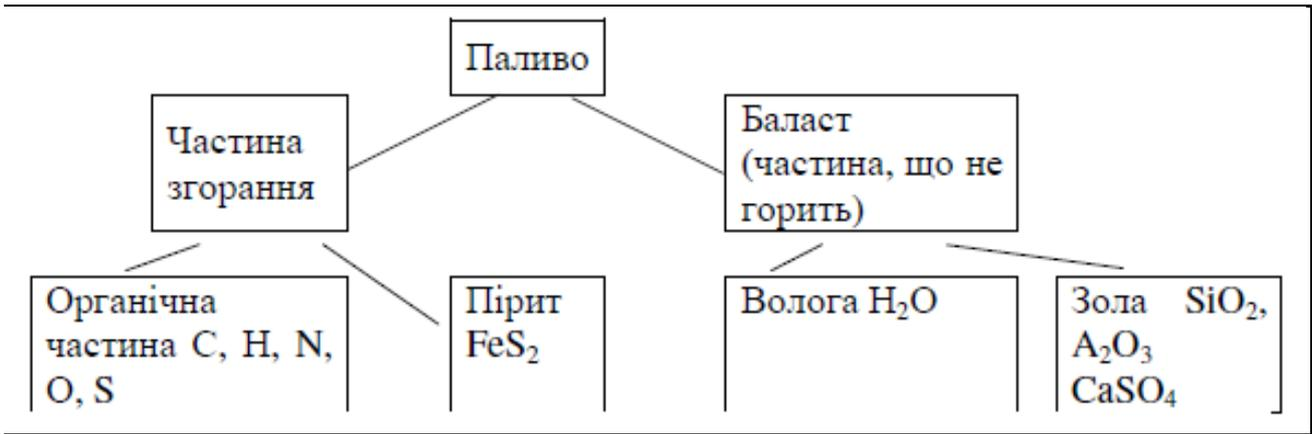 Паливо
Частина
згорання
Баласт
(частина, що не
горить)
Органічна
частина C, H, N,
O, S
Пірит
FeS₂
Волога H₂O
Зола SiO₂,
A₂O₃
CaSO₄